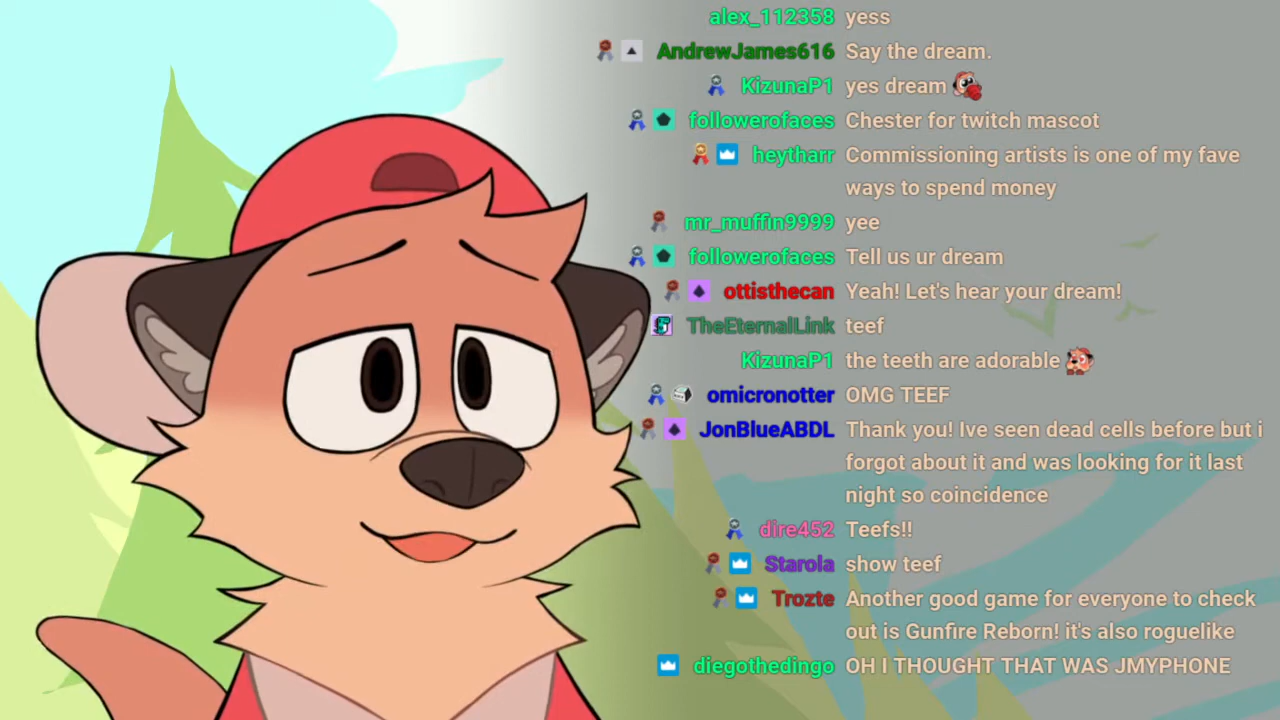 alex_112358 yess
AndrewJames616 Say the dream.
KizunaP1 yes dream
followerofaces Chester for twitch mascot
heytharr Commissioning artists is one of my fave
ways to spend money
mr_muffin9999 yee
followerofaces Tell us ur dream
ottisthecan Yeah! Let's hear your dream!
TheEternalLink teef
KizunaP1 the teeth are adorable
omicronotter OMG TEEF
JonBlueABDL Thank you! Ive seen dead cells before but i
forgot about it and was looking for it last
night so coincidence
dire452 Teefs!!
Starola show teef
Trozte Another good game for everyone to check
out is Gunfire Reborn! it's also roguelike
diegothedingo OH I THOUGHT THAT WAS JMYPHONE